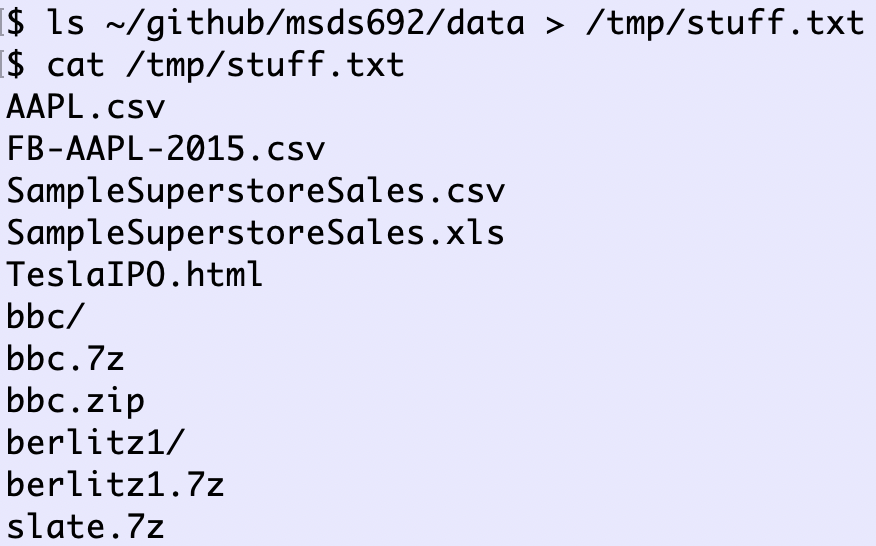 $ ls ~/github/msds692/data > /tmp/stuff.txt
$ cat /tmp/stuff.txt
AAPL.csv
FB-AAPL-2015.csv
SampleSuperstoreSales.csv
SampleSuperstoreSales.xls
TeslaIPO.html
bbc/
bbc.7z
bbc.zip
berlitz1/
berlitz1.7z
slate.7z